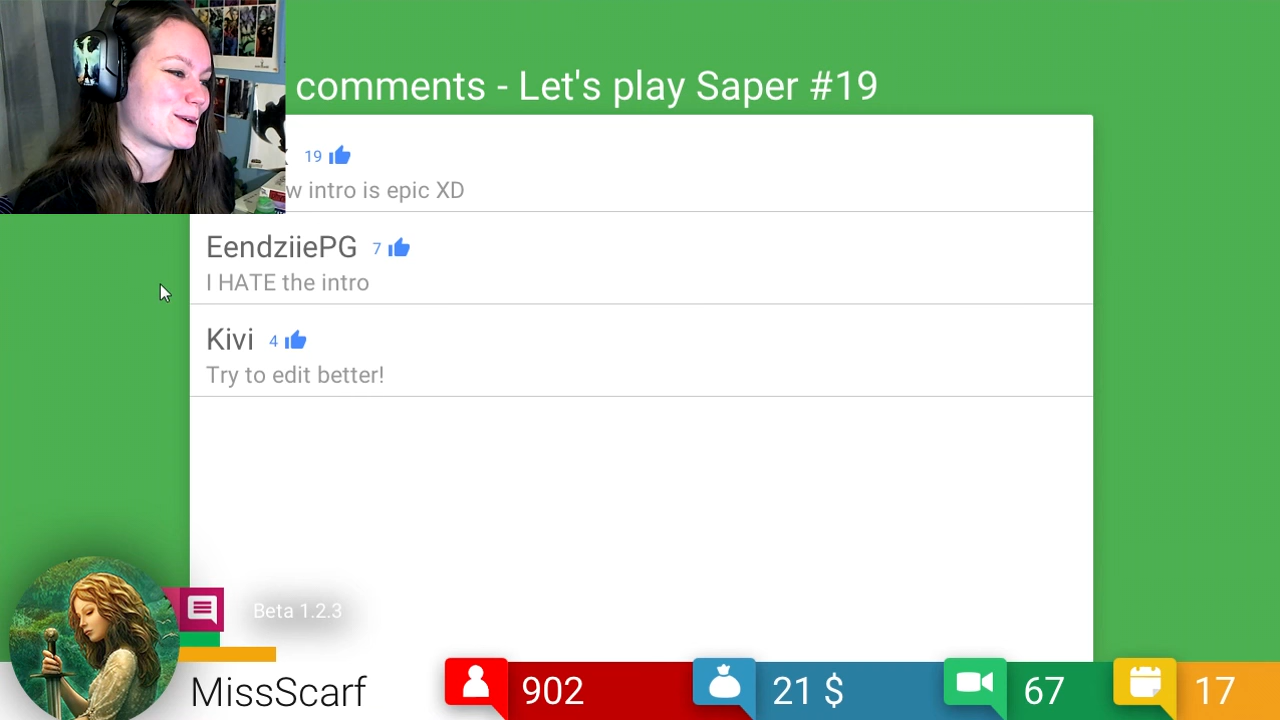 comments - Let's play Saper #19
19
w intro is epic XD
EendziiePG 7
I HATE the intro
Kivi 4
Try to edit better!
Beta 1.2.3
MissScarf
902
21 $
67
17